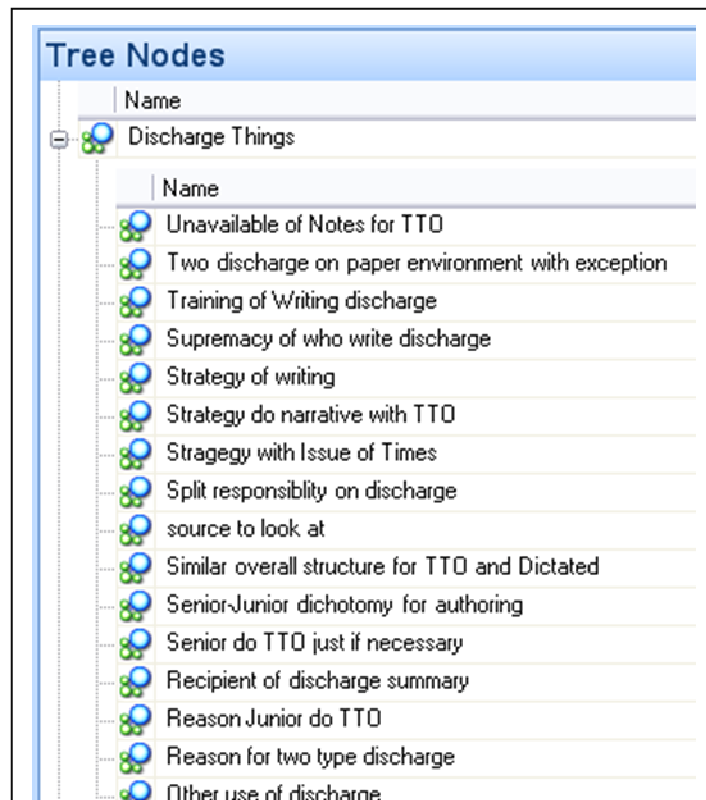 Tree Nodes
Name
Discharge Things
Name
Unavailable of Notes for TTO
Two discharge on paper environment with exception
Training of Writing discharge
Supremacy of who write discharge
Strategy of writing
Strategy do narrative with TTO
Stragegy with Issue of Times
Split responsiblity on discharge
source to look at
Similar overall structure for TTO and Dictated
Senior-Junior dichotomy for authoring
Senior do TTO just if necessary
Recipient of discharge summary
Reason Junior do TTO
Reason for two type discharge
Other use of discharge